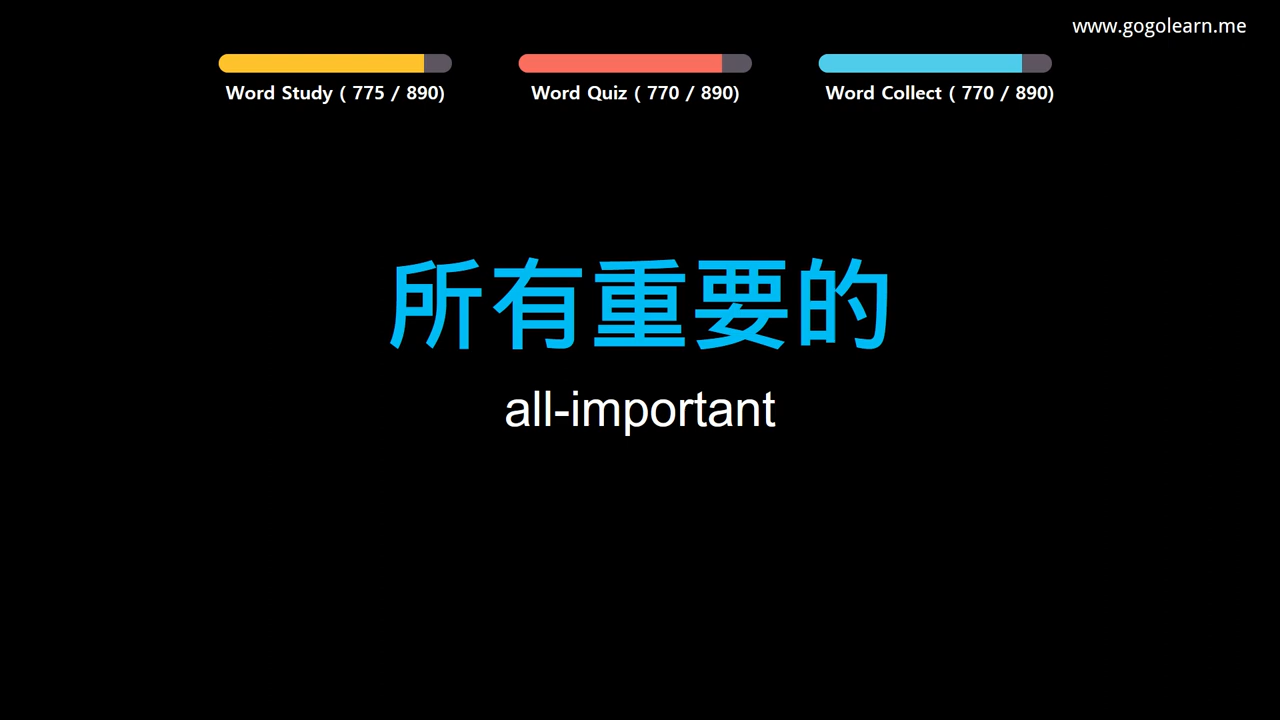 www.gogolearn.me
Word Study ( 775 / 890)
Word Quiz ( 770 / 890)
Word Collect ( 770 / 890)
所有重要的
all-important